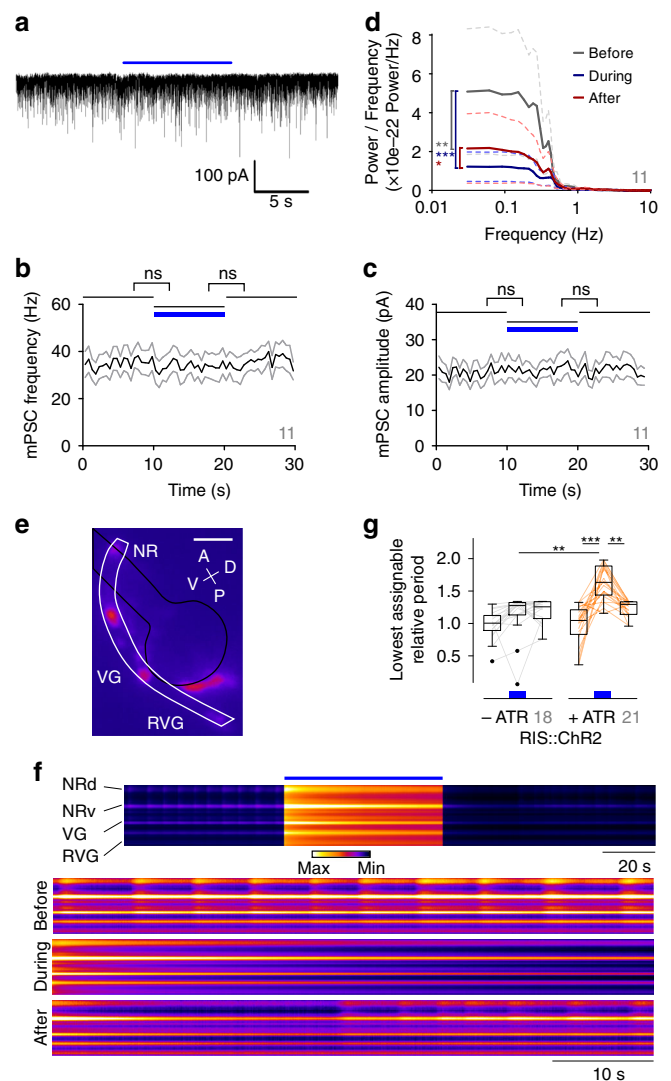 a
100 pA
5 s
d
Power / Frequency
(×10e–22 Power/Hz)
8
6
4
2
0
**
***
*
Before
During
After
11
0.01
0.1
1
10
Frequency (Hz)
b
mPSC frequency (Hz)
60
40
20
0
ns
ns
11
0
10
20
30
Time (s)
c
mPSC amplitude (pA)
40
30
20
10
0
ns
ns
11
0
10
20
30
Time (s)
e
NR
A
D
V
P
VG
RVG
g
Lowest assignable
relative period
2.0
1.5
1.0
0.5
**
***
**
– ATR 18
+ ATR 21
RIS::ChR2
f
NRd
NRv
VG
RVG
Max
Min
20 s
Before
During
After
10 s